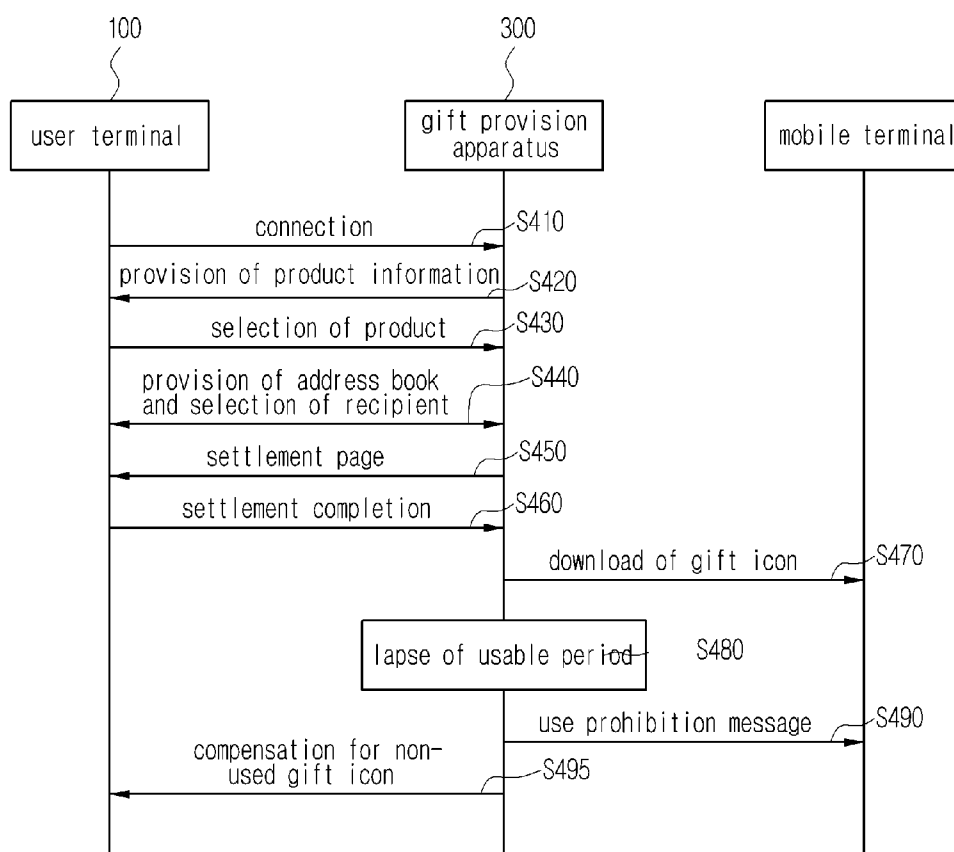 100
300
user terminal
gift provision
apparatus
mobile terminal
connection
S410
provision of product information
S420
selection of product
S430
provision of address book
and selection of recipient
S440
settlement page
S450
settlement completion
S460
download of gift icon
S470
lapse of usable period
S480
use prohibition message
S490
compensation for non-
used gift icon
S495